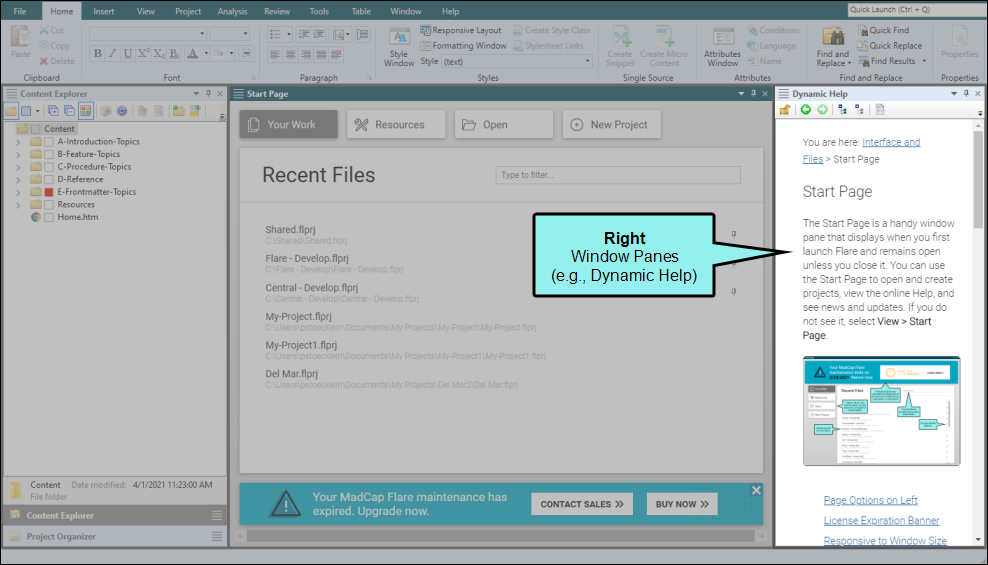 File Home Insert View Project Analysis Review Tools Table Window Help
Quick Launch (Ctrl + Q)
Paste
Cut
Copy
Delete
Clipboard
B I U X² X₂
Font
Paragraph
Style Window
Responsive Layout
Formatting Window
Style (text)
Create Style Class
Stylesheet Links
Styles
Create Snippet
Create Micro Content
Single Source
Attributes Window
Conditions
Language
Name
Attributes
Find and Replace
Quick Find
Quick Replace
Find Results
Find and Replace
Properties
Properties
Content Explorer
Content
A-Introduction-Topics
B-Feature-Topics
C-Procedure-Topics
D-Reference
E-Frontmatter-Topics
Resources
Home.htm
Content Date modified: 4/1/2021 11:23:00 AM
File folder
Content Explorer
Project Organizer
Start Page
Your Work
Resources
Open
New Project
Recent Files
Type to filter...
Shared.flprj
C:\Shared\Shared.flprj
Flare - Develop.flprj
C:\Flare - Develop\Flare - Develop.flprj
Central - Develop.flprj
C:\Central - Develop\Central - Develop.flprj
My-Project.flprj
C:\Users\pstoecklein\Documents\My Projects\My-Project\My-Project.flprj
My-Project1.flprj
C:\Users\pstoecklein\Documents\My Projects\My-Project1\My-Project1.flprj
Del Mar.flprj
C:\Users\pstoecklein\Documents\My Projects\Del Mar2\Del Mar.flprj
Right
Window Panes
(e.g., Dynamic Help)
Your MadCap Flare maintenance has
expired. Upgrade now.
CONTACT SALES >>
BUY NOW >>
Dynamic Help
You are here: Interface and
Files > Start Page
Start Page
The Start Page is a handy window
pane that displays when you first
launch Flare and remains open
unless you close it. You can use
the Start Page to open and create
projects, view the online Help, and
see news and updates. If you do
not see it, select View > Start
Page.
Recent Files
Page Options on Left
License Expiration Banner
Responsive to Window Size